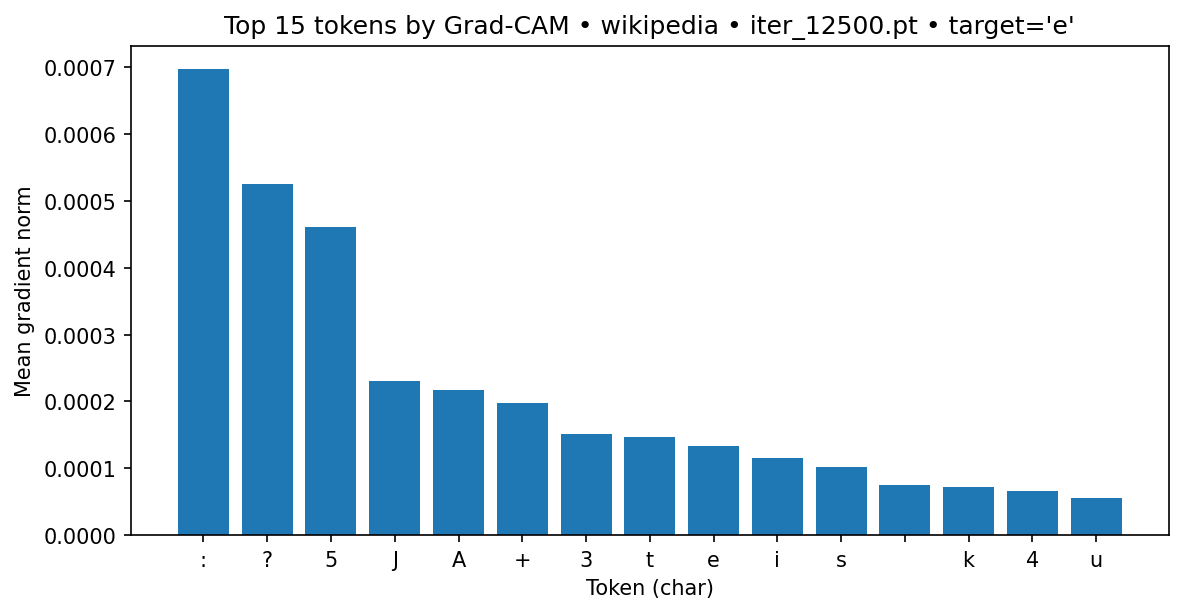 Top 15 tokens by Grad-CAM • wikipedia • iter_12500.pt • target='e'
0.0007
0.0006
0.0005
0.0004
0.0003
0.0002
0.0001
0.0000
Mean gradient norm
: ? 5 J A + 3 t e i s k 4 u
Token (char)